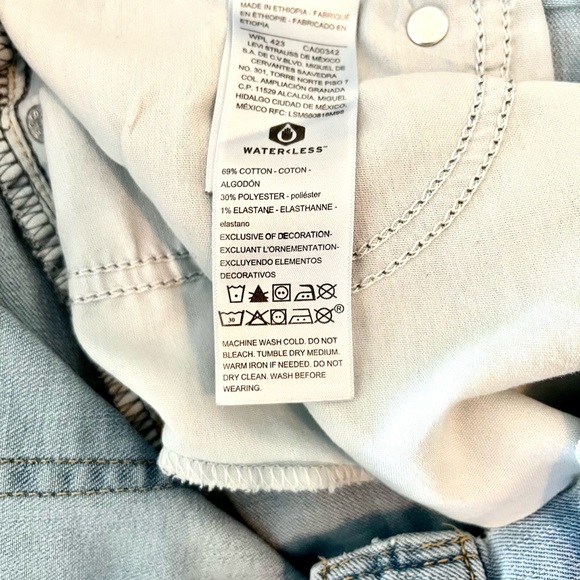 MADE IN ETHIOPIA - FABRIQUÉ
EN ÉTHIOPIE - FABRICADO EN
ETIOPÍA
WPL 423 CA00342
LEVI STRAUSS DE MÉXICO
S.A. DE C.V. BLVD. MIGUEL DE
CERVANTES SAAVEDRA
NO. 301, TORRE NORTE PISO 7
COL. AMPLIACIÓN GRANADA
C.P. 11529 ALCALDÍA, MIGUEL
HIDALGO CIUDAD DE MÉXICO
MÉXICO RFC:
WATER<LESS™
69% COTTON - COTON -
ALGODÓN
30% POLYESTER - poliéster
1% ELASTANE - ELASTHANNE -
elastano
EXCLUSIVE OF DECORATION-
EXCLUANT L'ORNEMENTATION-
EXCLUYENDO ELEMENTOS
DECORATIVOS
30 ®
MACHINE WASH COLD. DO NOT
BLEACH. TUMBLE DRY MEDIUM.
WARM IRON IF NEEDED. DO NOT
DRY CLEAN. WASH BEFORE
WEARING.